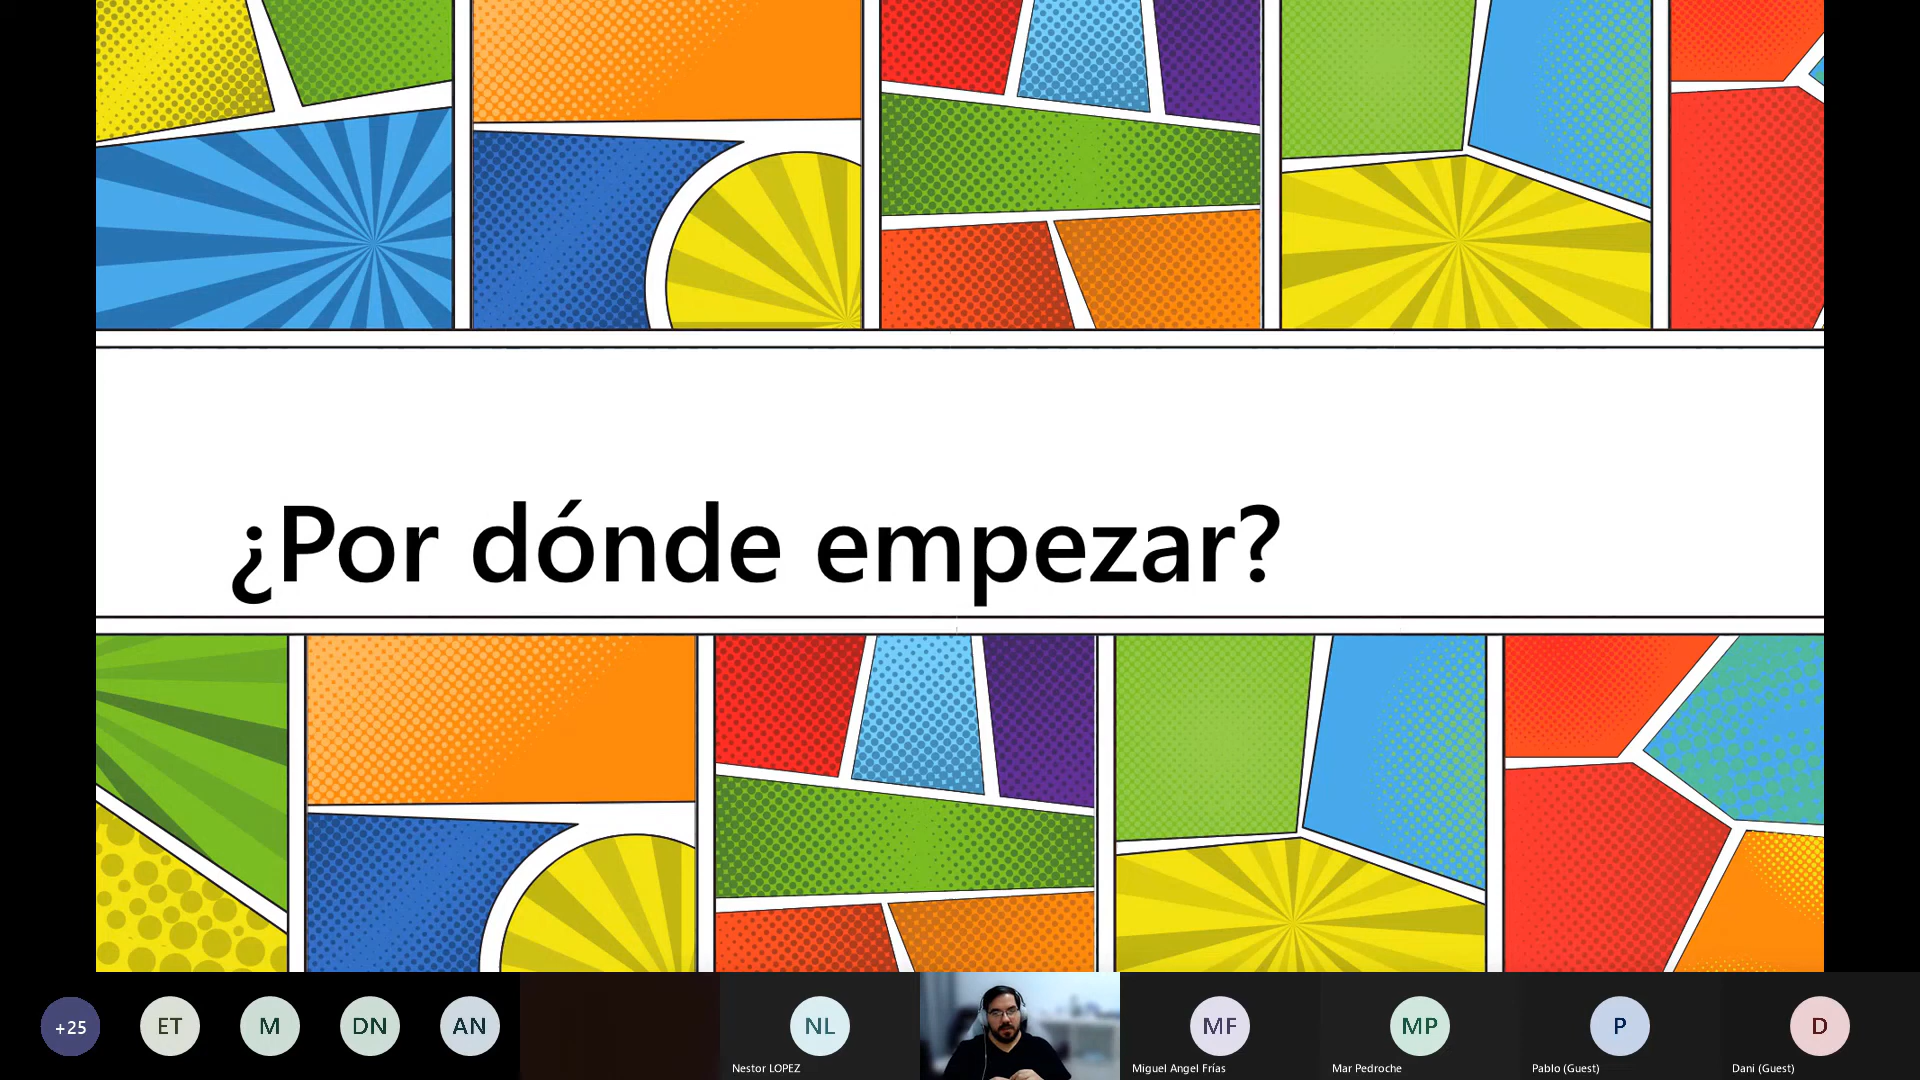 ¿Por dónde empezar?
+25
ET
M
DN
AN
NL
MF
MP
P
D
Nestor LOPEZ
Miguel Angel Frías
Mar Pedroche
Pablo (Guest)
Dani (Guest)